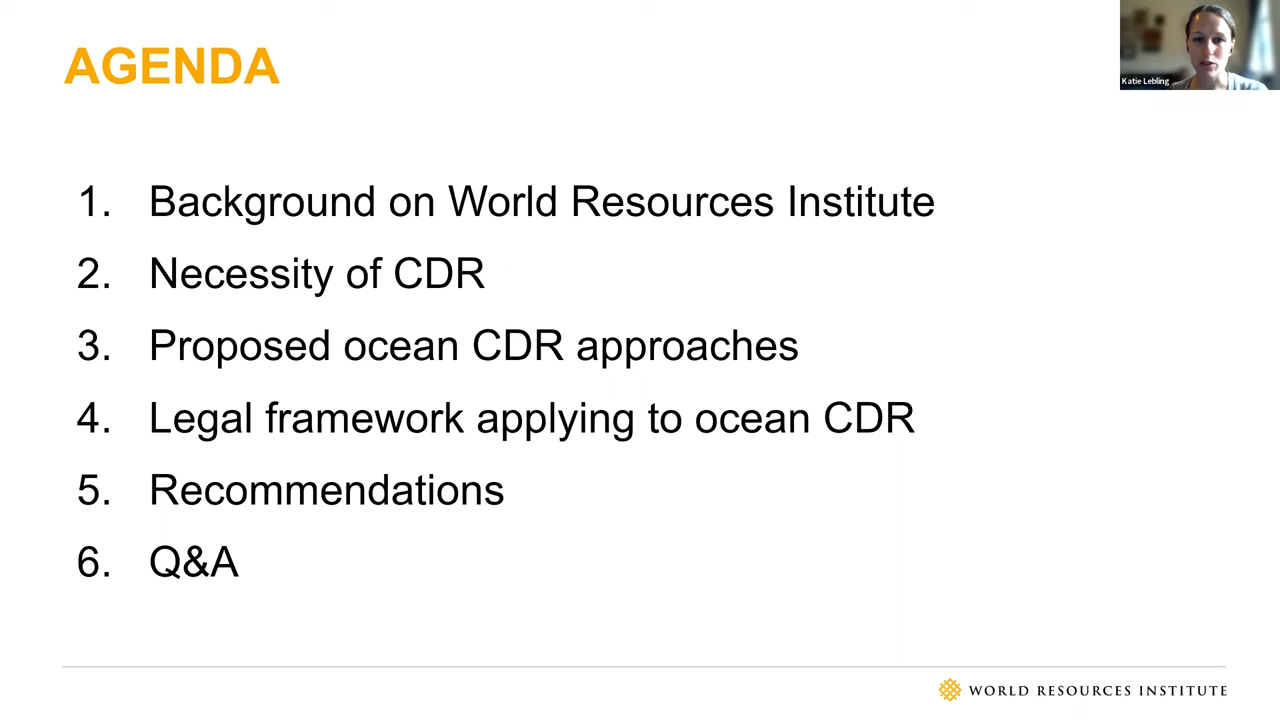 AGENDA
Katie Lebling
1. Background on World Resources Institute
2. Necessity of CDR
3. Proposed ocean CDR approaches
4. Legal framework applying to ocean CDR
5. Recommendations
6. Q&A
WORLD RESOURCES INSTITUTE